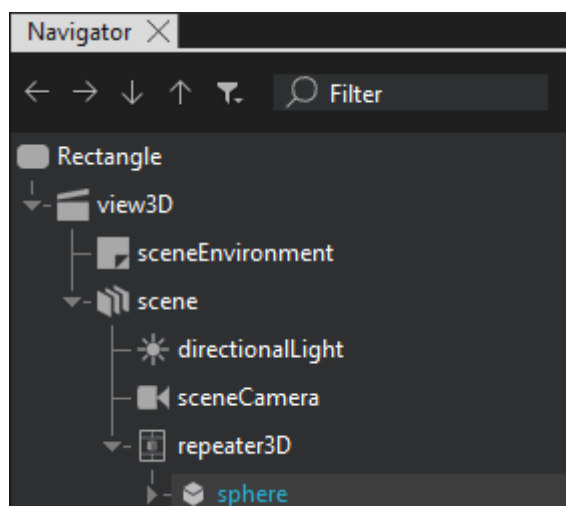 Navigator
Filter
Rectangle
view3D
sceneEnvironment
scene
directionalLight
sceneCamera
repeater3D
sphere